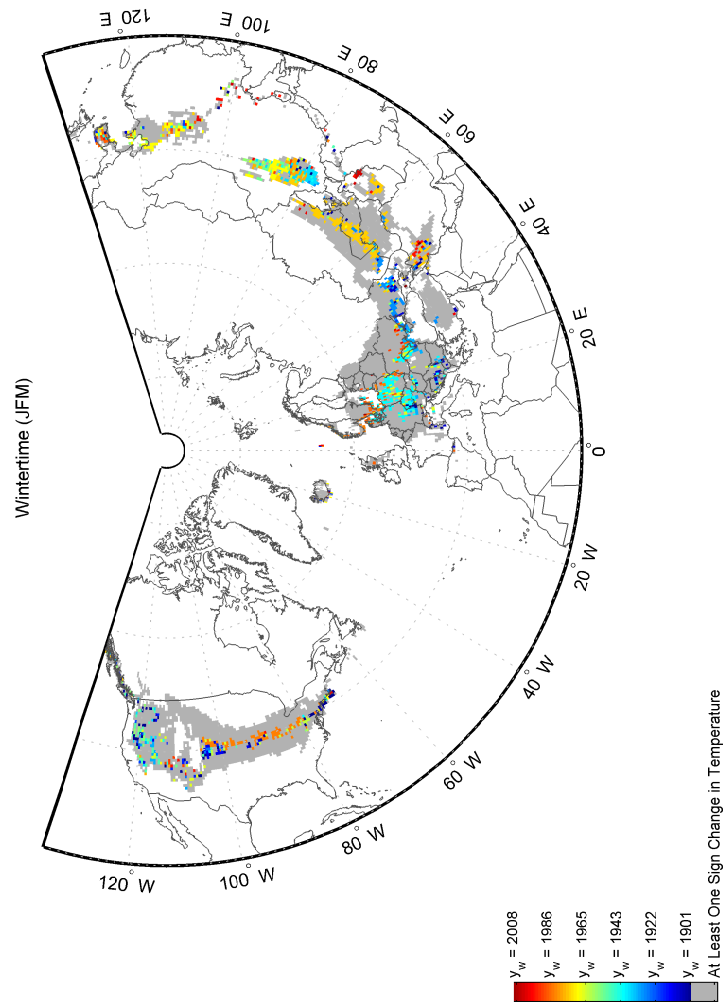 Wintertime (JFM)
120 E
100 E
80 E
60 E
40 E
20 E
0
20 W
40 W
60 W
80 W
100 W
120 W
y_w = 2008
y_w = 1986
y_w = 1965
y_w = 1943
y_w = 1922
y_w = 1901
At Least One Sign Change in Temperature